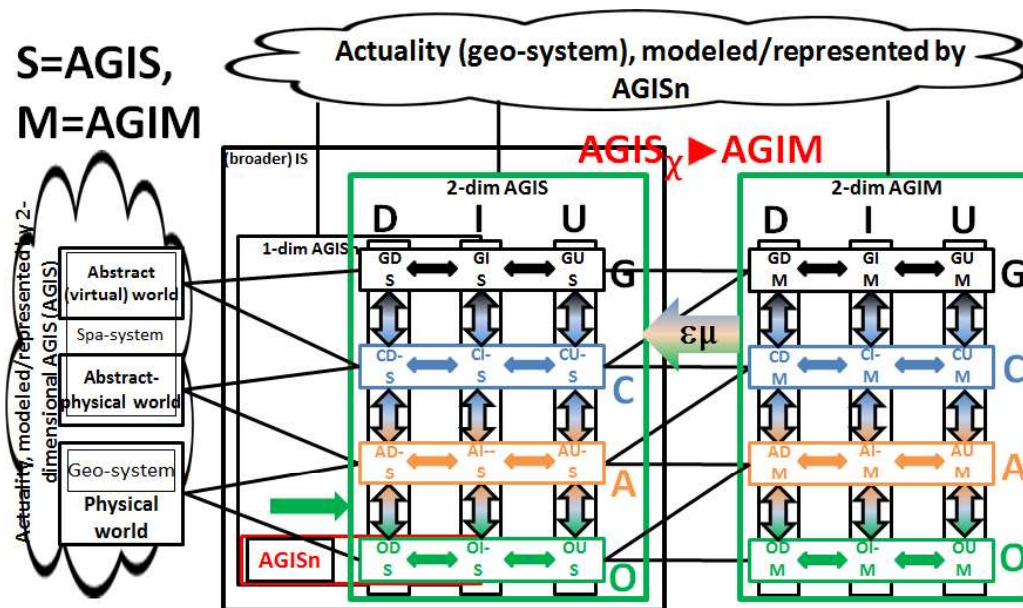 S=AGIS,
M=AGIM
Actuality (geo-system), modeled/represented by
AGISn
AGISχ►AGIM
(broader) IS
2-dim AGIS
2-dim AGIM
D I U
D I U
1-dim AGISn
Actuality, modeled/represented by 2-
dimensional AGIS (AGIS)
Abstract
(virtual) world
Spa-system
Abstract-
physical world
Geo-system
Physical
world
GD GI GU
S S S
G
CD- CI- CU-
S S S
C
AD- AI-- AU-
S S S
A
OD OI- OU
S S S
O
AGISn
εμ
GD GI GU
M M M
G
CD CI- CU
M M M
C
AD AI- AU
M M M
A
OD OI- OU
M M M
O